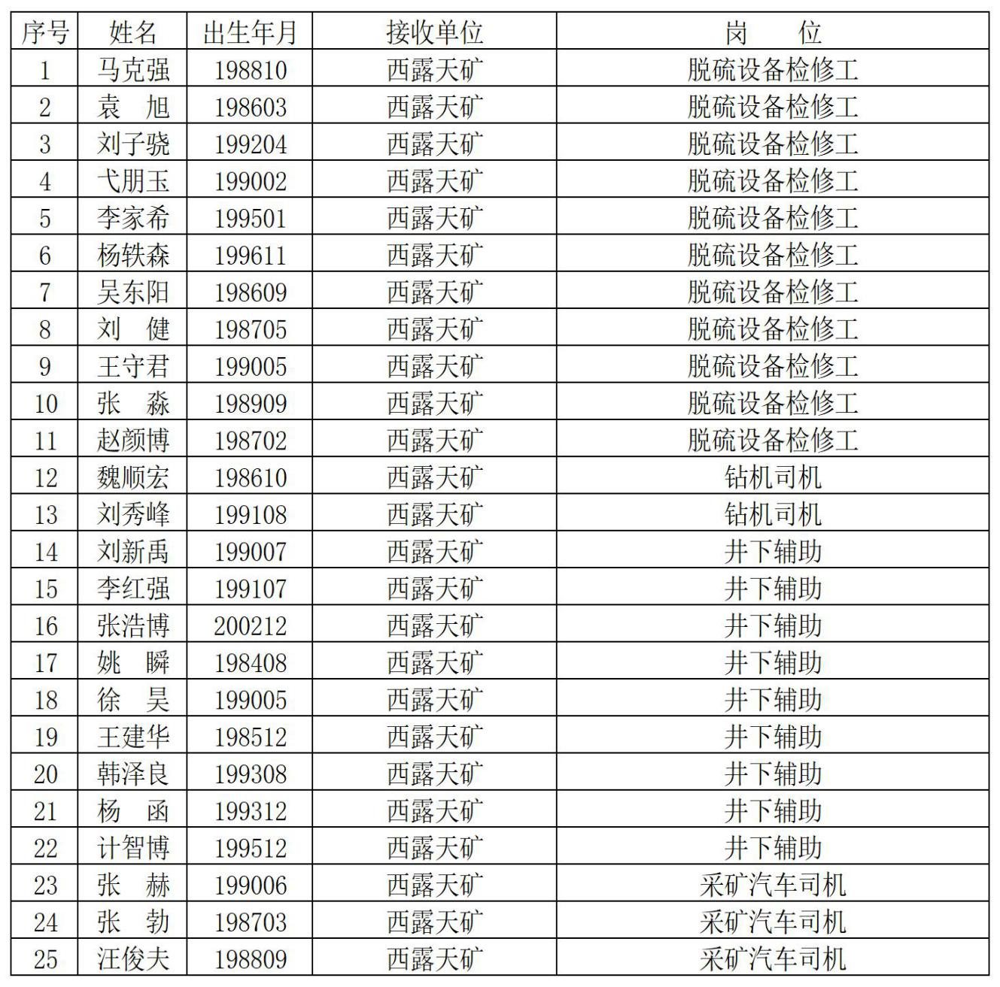 序号 姓名 出生年月 接收单位 岗 位
1 马克强 198810 西露天矿 脱硫设备检修工
2 袁 旭 198603 西露天矿 脱硫设备检修工
3 刘子骁 199204 西露天矿 脱硫设备检修工
4 弋朋玉 199002 西露天矿 脱硫设备检修工
5 李家希 199501 西露天矿 脱硫设备检修工
6 杨轶森 199611 西露天矿 脱硫设备检修工
7 吴东阳 198609 西露天矿 脱硫设备检修工
8 刘 健 198705 西露天矿 脱硫设备检修工
9 王守君 199005 西露天矿 脱硫设备检修工
10 张 淼 198909 西露天矿 脱硫设备检修工
11 赵颜博 198702 西露天矿 脱硫设备检修工
12 魏顺宏 198610 西露天矿 钻机司机
13 刘秀峰 199108 西露天矿 钻机司机
14 刘新禹 199007 西露天矿 井下辅助
15 李红强 199107 西露天矿 井下辅助
16 张浩博 200212 西露天矿 井下辅助
17 姚 瞬 198408 西露天矿 井下辅助
18 徐 昊 199005 西露天矿 井下辅助
19 王建华 198512 西露天矿 井下辅助
20 韩泽良 199308 西露天矿 井下辅助
21 杨 函 199312 西露天矿 井下辅助
22 计智博 199512 西露天矿 井下辅助
23 张 赫 199006 西露天矿 采矿汽车司机
24 张 勃 198703 西露天矿 采矿汽车司机
25 汪俊夫 198809 西露天矿 采矿汽车司机